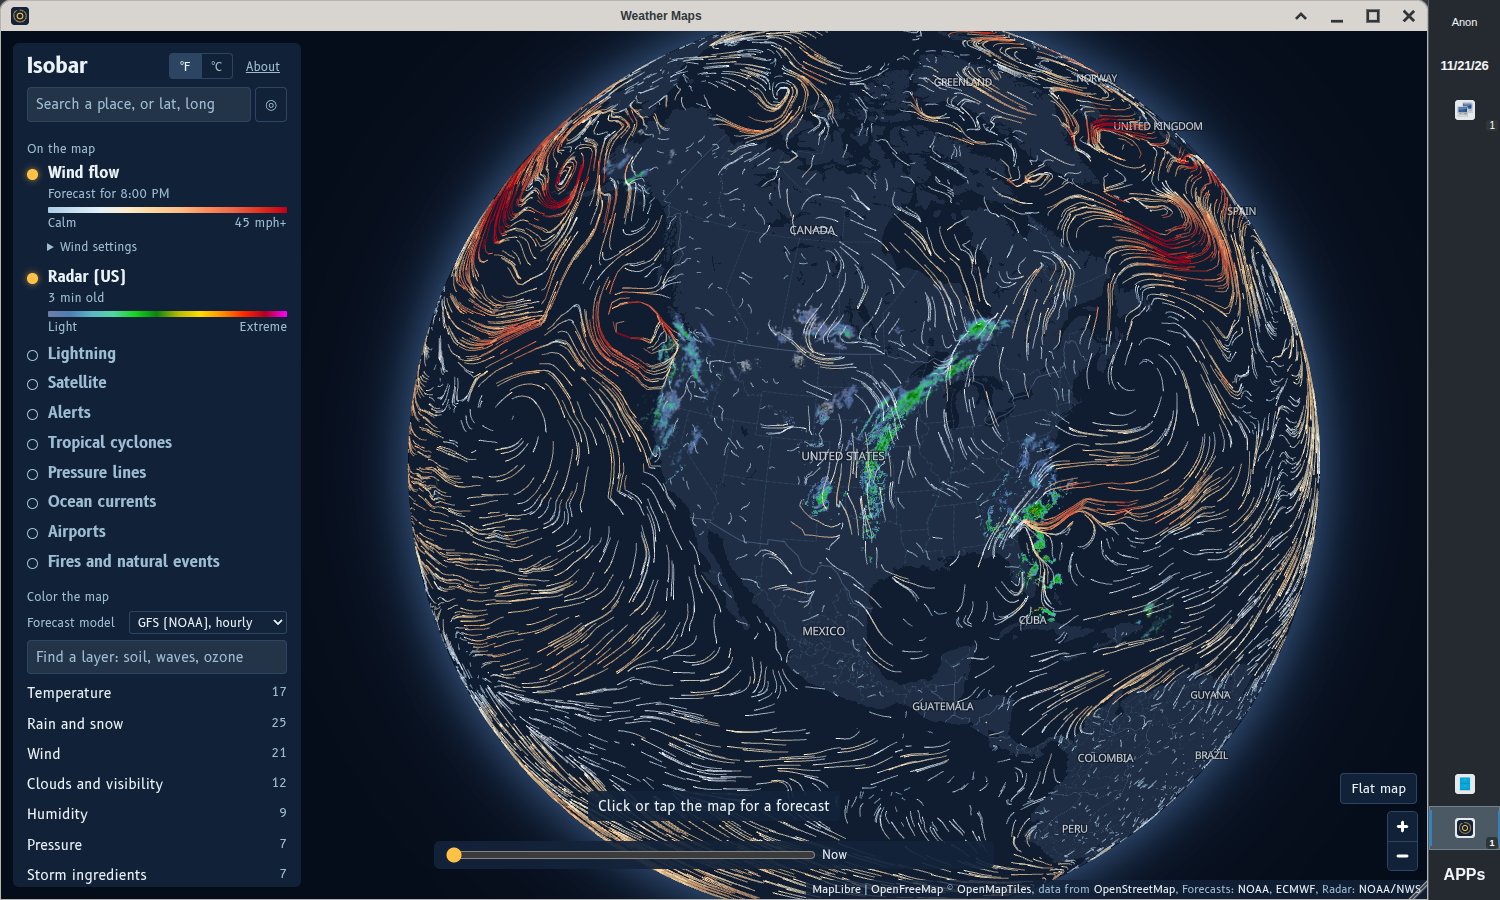 Weather Maps
Anon
11/21/26
1
Isobar
°F
°C
About
Search a place, or lat, long
On the map
Wind flow
Forecast for 8:00 PM
Calm
45 mph+
Wind settings
Radar (US)
3 min old
Light
Extreme
Lightning
Satellite
Alerts
Tropical cyclones
Pressure lines
Ocean currents
Airports
Fires and natural events
Color the map
Forecast model
GFS (NOAA), hourly
Find a layer: soil, waves, ozone
Temperature 17
Rain and snow 25
Wind 21
Clouds and visibility 12
Humidity 9
Pressure 7
Storm ingredients 7
GREENLAND
NORWAY
UNITED KINGDOM
SPAIN
CANADA
UNITED STATES
MEXICO
CUBA
GUATEMALA
GUYANA
COLOMBIA
BRAZIL
PERU
Click or tap the map for a forecast
Now
Flat map
+
−
MapLibre | OpenFreeMap © OpenMapTiles, data from OpenStreetMap, Forecasts: NOAA, ECMWF, Radar: NOAA/NWS
1
APPs